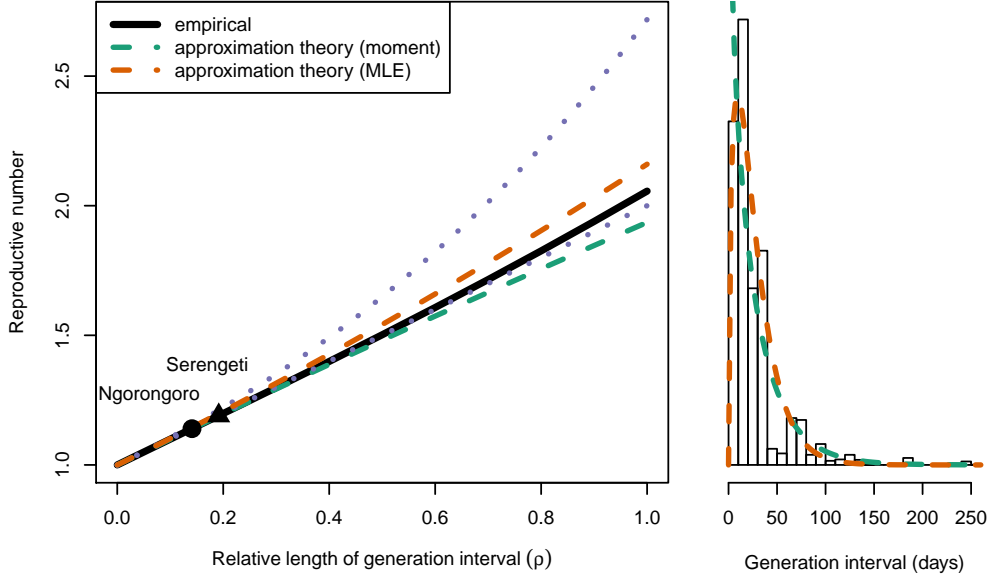 empirical
approximation theory (moment)
approximation theory (MLE)
Serengeti
Ngorongoro
Reproductive number
1.0
1.5
2.0
2.5
0.0
0.2
0.4
0.6
0.8
1.0
Relative length of generation interval (ρ)
0
50
100
150
200
250
Generation interval (days)